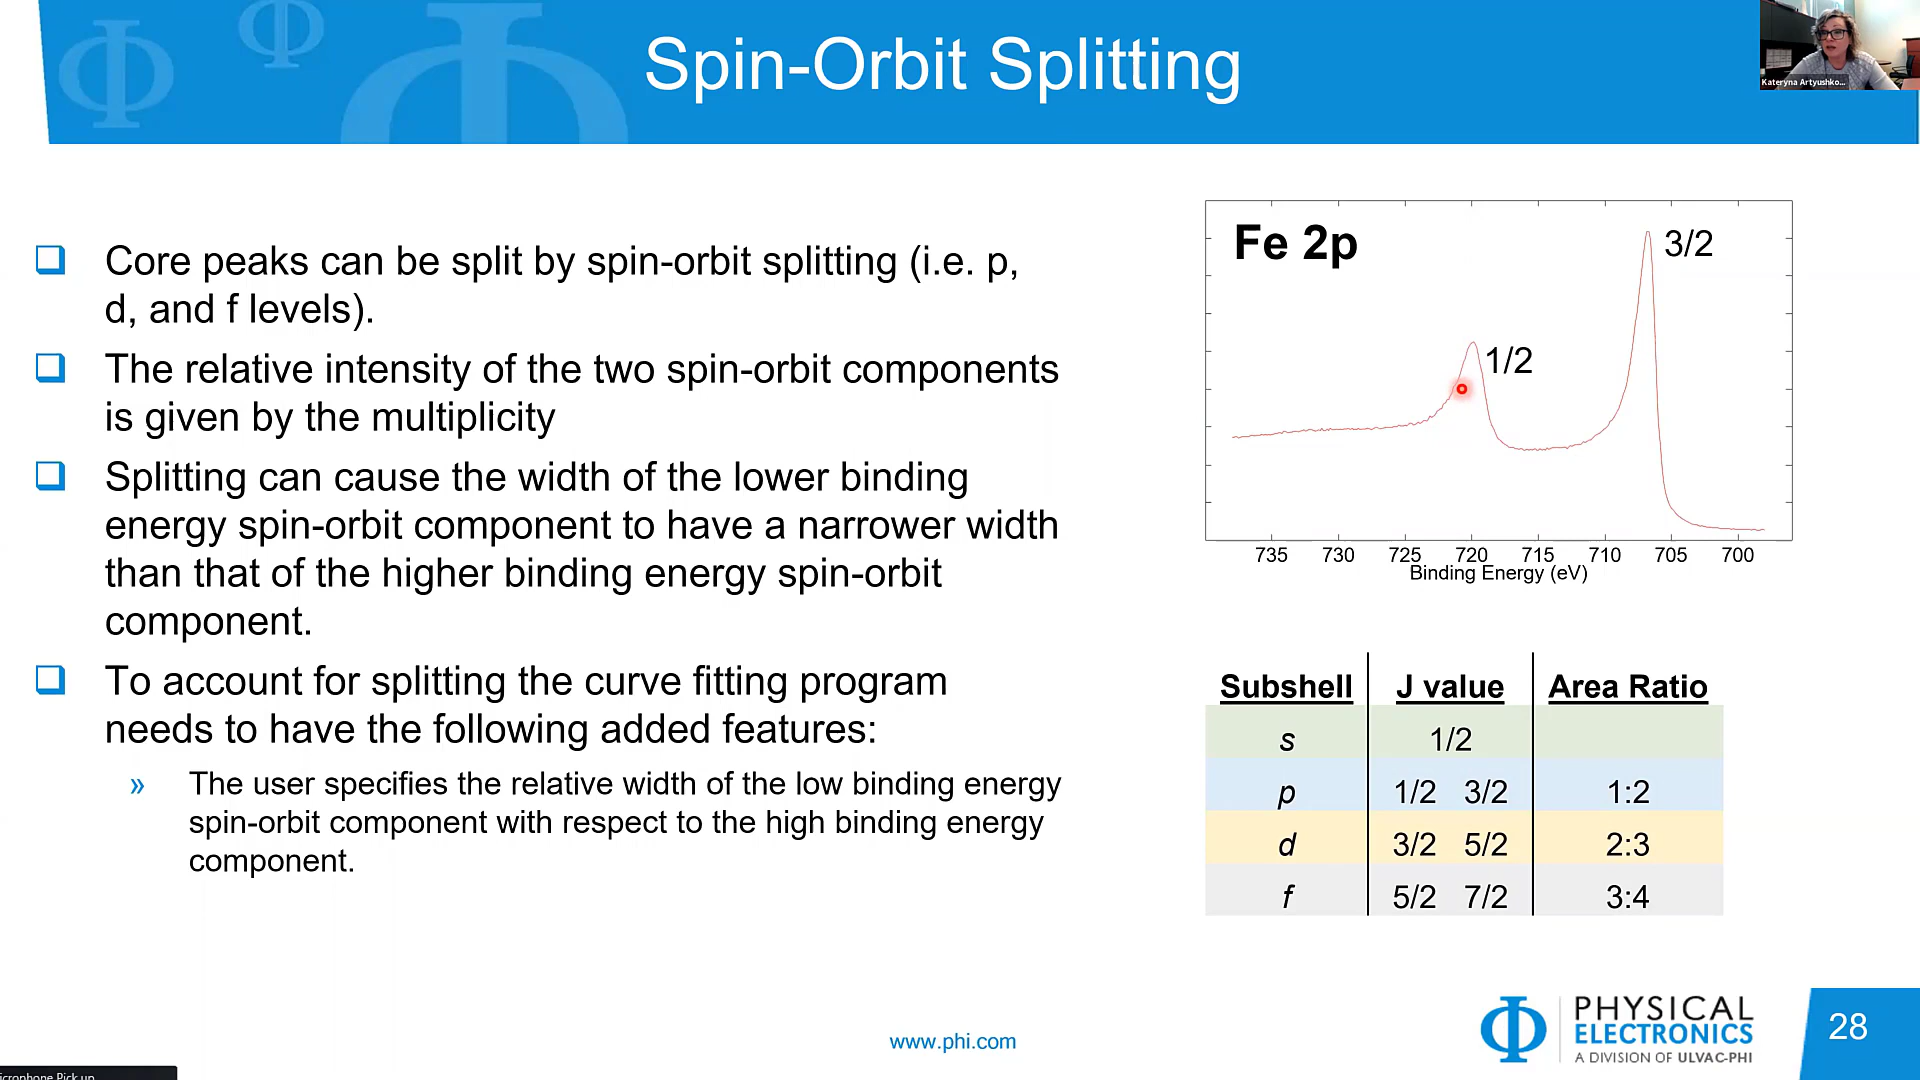 Spin-Orbit Splitting
Kateryna Artyushko...
Core peaks can be split by spin-orbit splitting (i.e. p,
d, and f levels).
The relative intensity of the two spin-orbit components
is given by the multiplicity
Splitting can cause the width of the lower binding
energy spin-orbit component to have a narrower width
than that of the higher binding energy spin-orbit
component.
To account for splitting the curve fitting program
needs to have the following added features:
» The user specifies the relative width of the low binding energy
spin-orbit component with respect to the high binding energy
component.
Fe 2p
3/2
1/2
735 730 725 720 715 710 705 700
Binding Energy (eV)
Subshell J value Area Ratio
s 1/2
p 1/2 3/2 1:2
d 3/2 5/2 2:3
f 5/2 7/2 3:4
www.phi.com
PHYSICAL
ELECTRONICS
A DIVISION OF ULVAC-PHI
28